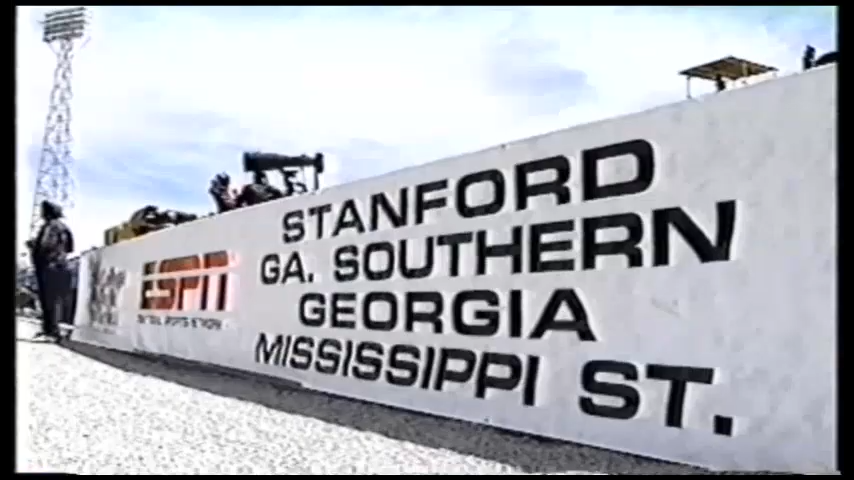 ESPN
STANFORD
GA. SOUTHERN
GEORGIA
MISSISSIPPI ST.